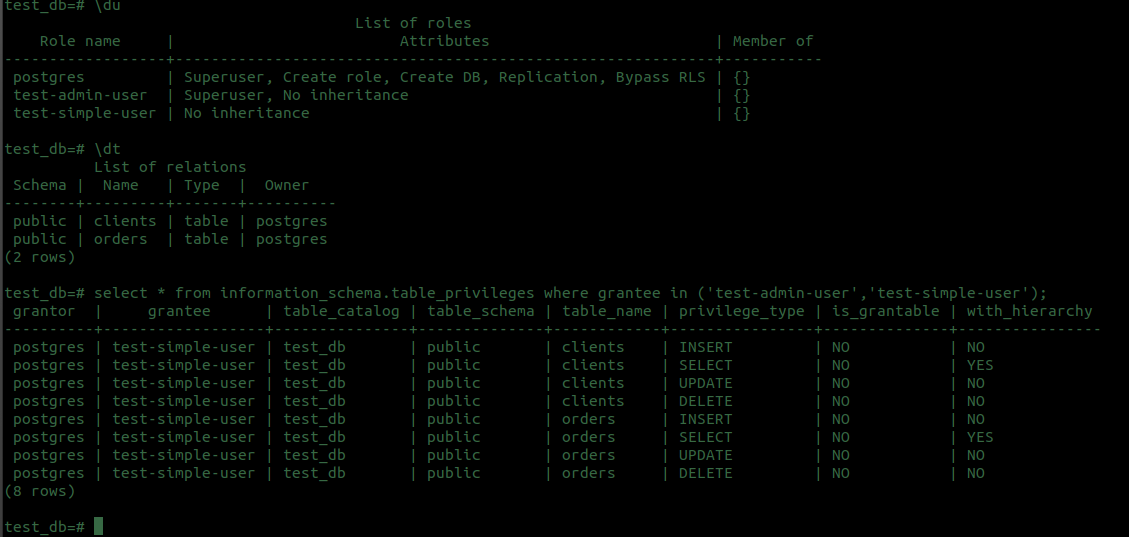 test_db=# \du
                                       List of roles
    Role name     |                         Attributes                         | Member of
------------------+------------------------------------------------------------+-----------
 postgres         | Superuser, Create role, Create DB, Replication, Bypass RLS | {}
 test-admin-user  | Superuser, No inheritance                                  | {}
 test-simple-user | No inheritance                                             | {}

test_db=# \dt
          List of relations
 Schema |  Name   | Type  |  Owner
--------+---------+-------+----------
 public | clients | table | postgres
 public | orders  | table | postgres
(2 rows)

test_db=# select * from information_schema.table_privileges where grantee in ('test-admin-user','test-simple-user');
 grantor  |     grantee      | table_catalog | table_schema | table_name | privilege_type | is_grantable | with_hierarchy
----------+------------------+---------------+--------------+------------+----------------+--------------+----------------
 postgres | test-simple-user | test_db       | public       | clients    | INSERT         | NO           | NO
 postgres | test-simple-user | test_db       | public       | clients    | SELECT         | NO           | YES
 postgres | test-simple-user | test_db       | public       | clients    | UPDATE         | NO           | NO
 postgres | test-simple-user | test_db       | public       | clients    | DELETE         | NO           | NO
 postgres | test-simple-user | test_db       | public       | orders     | INSERT         | NO           | NO
 postgres | test-simple-user | test_db       | public       | orders     | SELECT         | NO           | YES
 postgres | test-simple-user | test_db       | public       | orders     | UPDATE         | NO           | NO
 postgres | test-simple-user | test_db       | public       | orders     | DELETE         | NO           | NO
(8 rows)

test_db=#